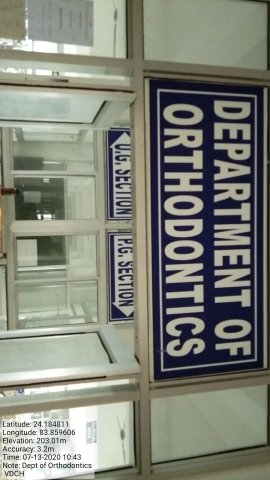 DEPARTMENT OF
ORTHODONTICS
U.G. SECTION
P.G. SECTION
Latitude: 24.184811
Longitude: 83.859606
Elevation: 203.01m
Accuracy: 3.2m
Time: 07-13-2020 10:43
Note: Dept of Orthodontics
VDCH